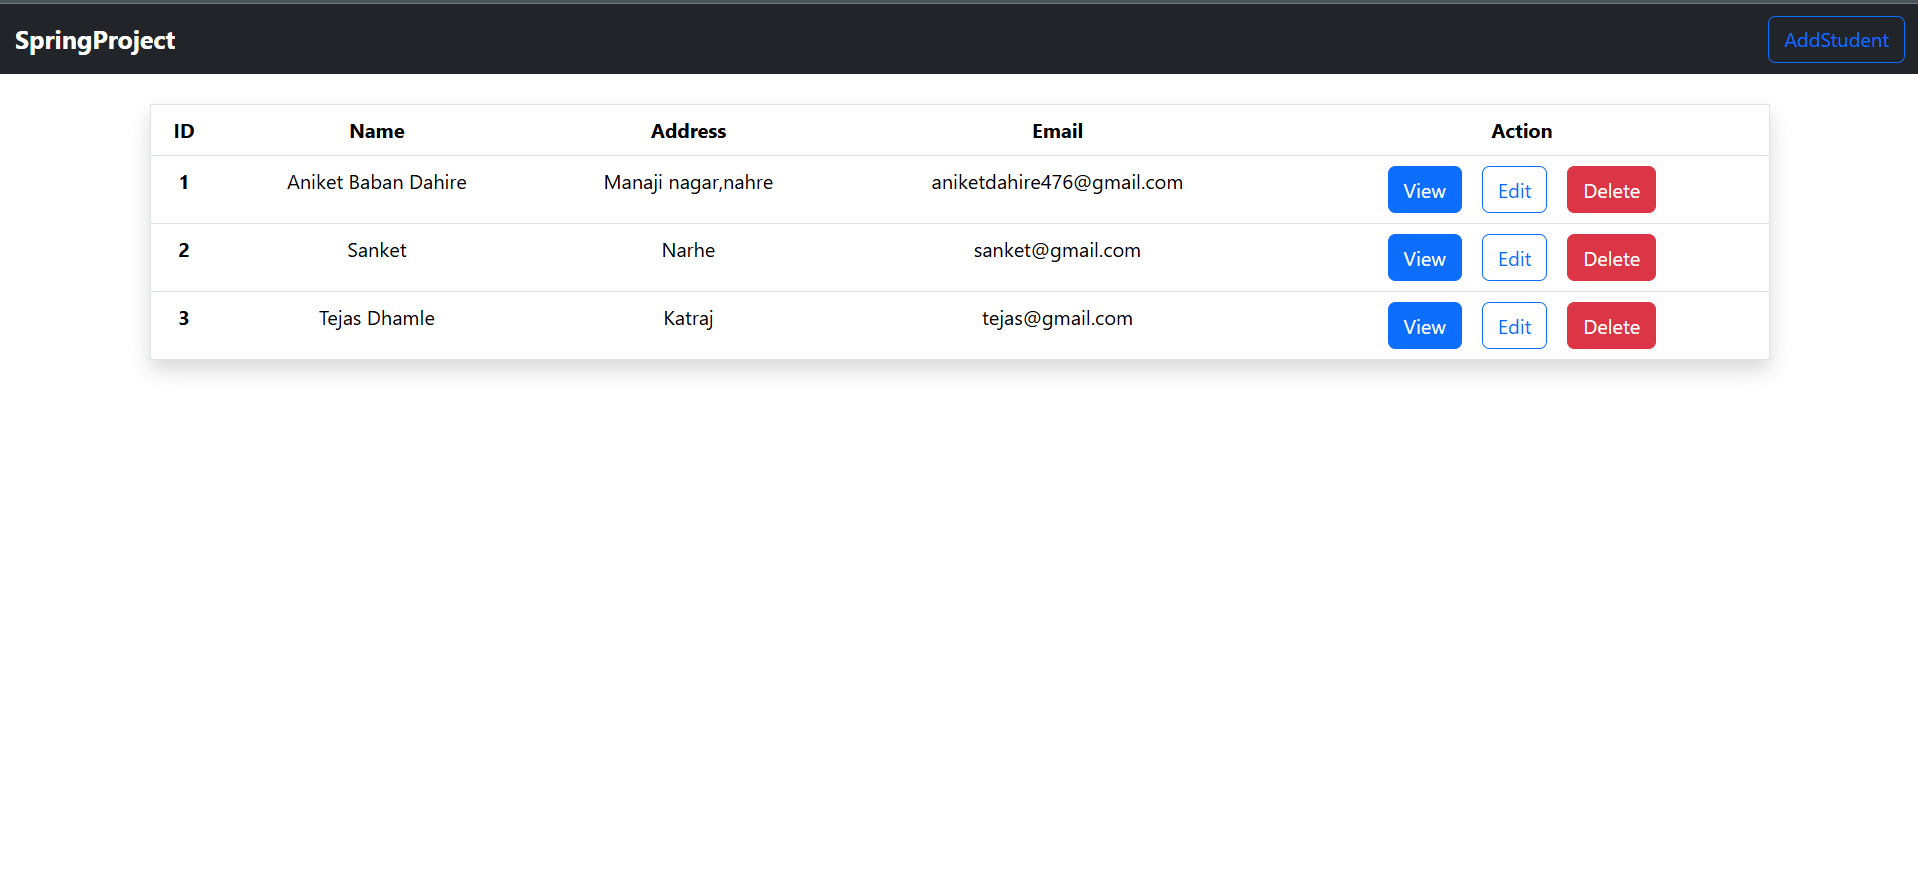 SpringProject AddStudent
ID Name Address Email Action
1 Aniket Baban Dahire Manaji nagar,nahre aniketdahire476@gmail.com View Edit Delete
2 Sanket Narhe sanket@gmail.com View Edit Delete
3 Tejas Dhamle Katraj tejas@gmail.com View Edit Delete